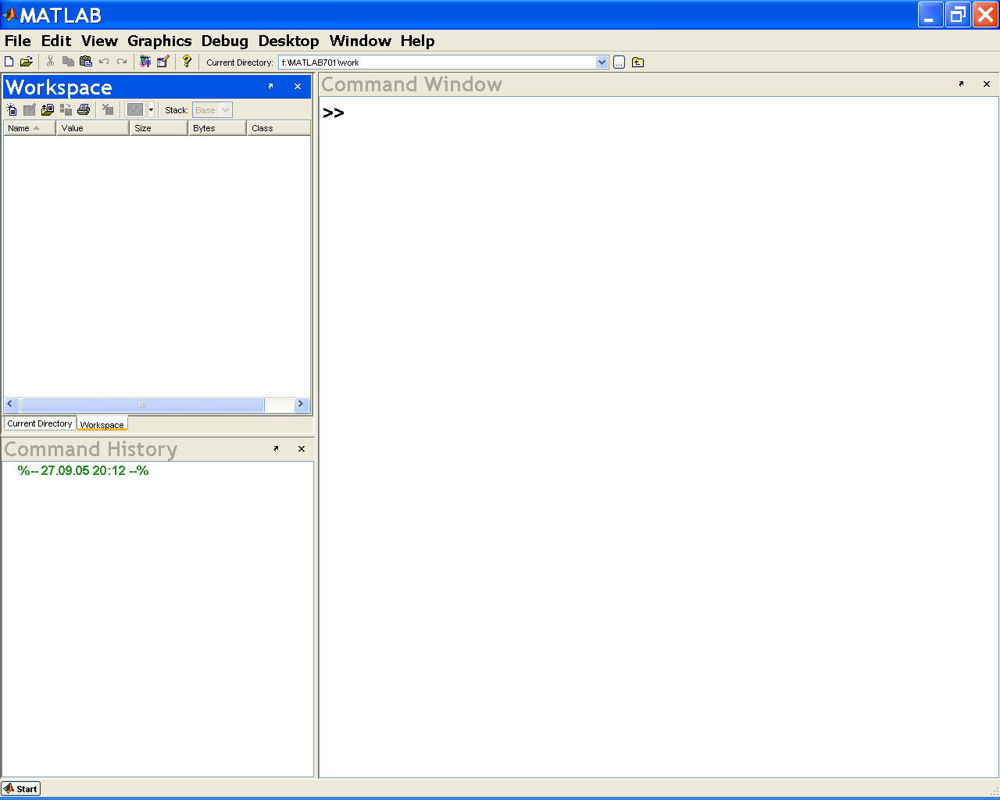 MATLAB
File Edit View Graphics Debug Desktop Window Help
Current Directory: f:\MATLAB701\work ...
Workspace
Stack: Base
Name Value Size Bytes Class
Current Directory Workspace
Command History
%-- 27.09.05 20:12 --%
Command Window
>>
Start